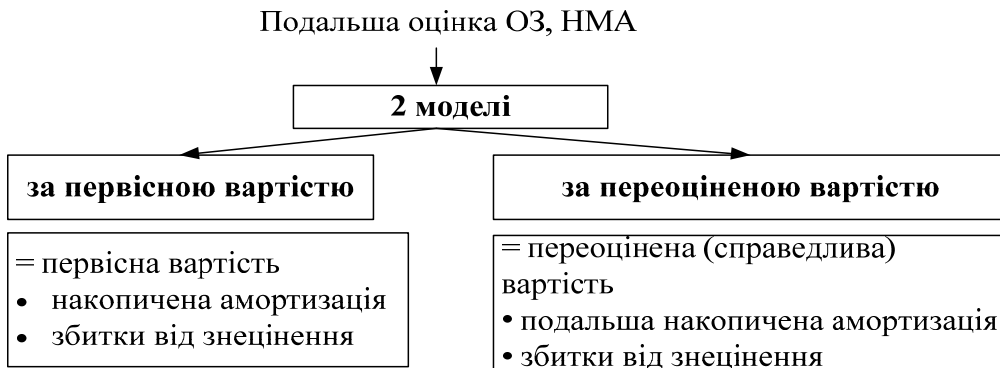 Подальша оцінка ОЗ, НМА
2 моделі
за первісною вартістю
за переоціненою вартістю
= первісна вартість
• накопичена амортизація
• збитки від знецінення
= переоцінена (справедлива)
вартість
• подальша накопичена амортизація
• збитки від знецінення